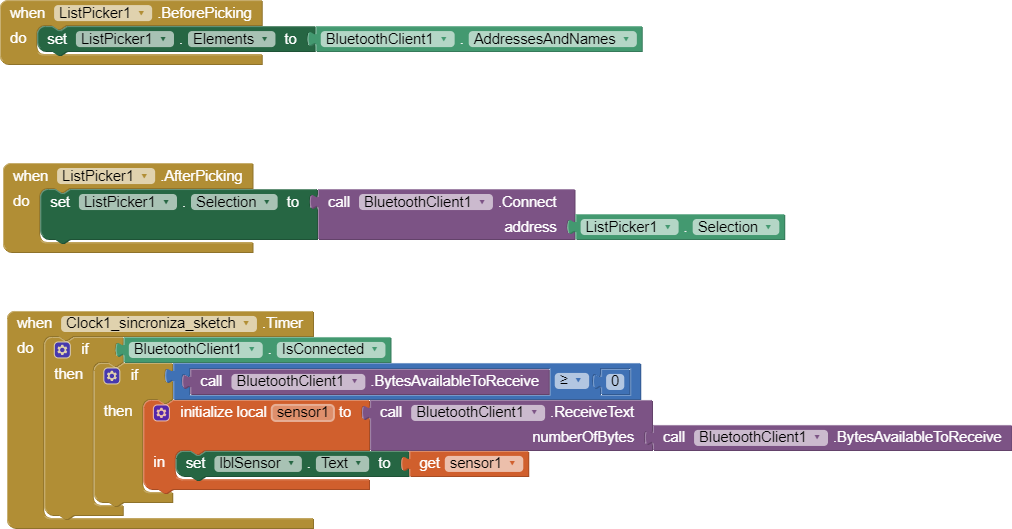 when ListPicker1 .BeforePicking
do set ListPicker1 . Elements to BluetoothClient1 . AddressesAndNames
when ListPicker1 .AfterPicking
do set ListPicker1 . Selection to call BluetoothClient1 .Connect
address ListPicker1 . Selection
when Clock1_sincroniza_sketch .Timer
do if BluetoothClient1 . IsConnected
then if call BluetoothClient1 .BytesAvailableToReceive ≥ 0
then initialize local sensor1 to call BluetoothClient1 .ReceiveText
numberOfBytes call BluetoothClient1 .BytesAvailableToReceive
in set lblSensor . Text to get sensor1